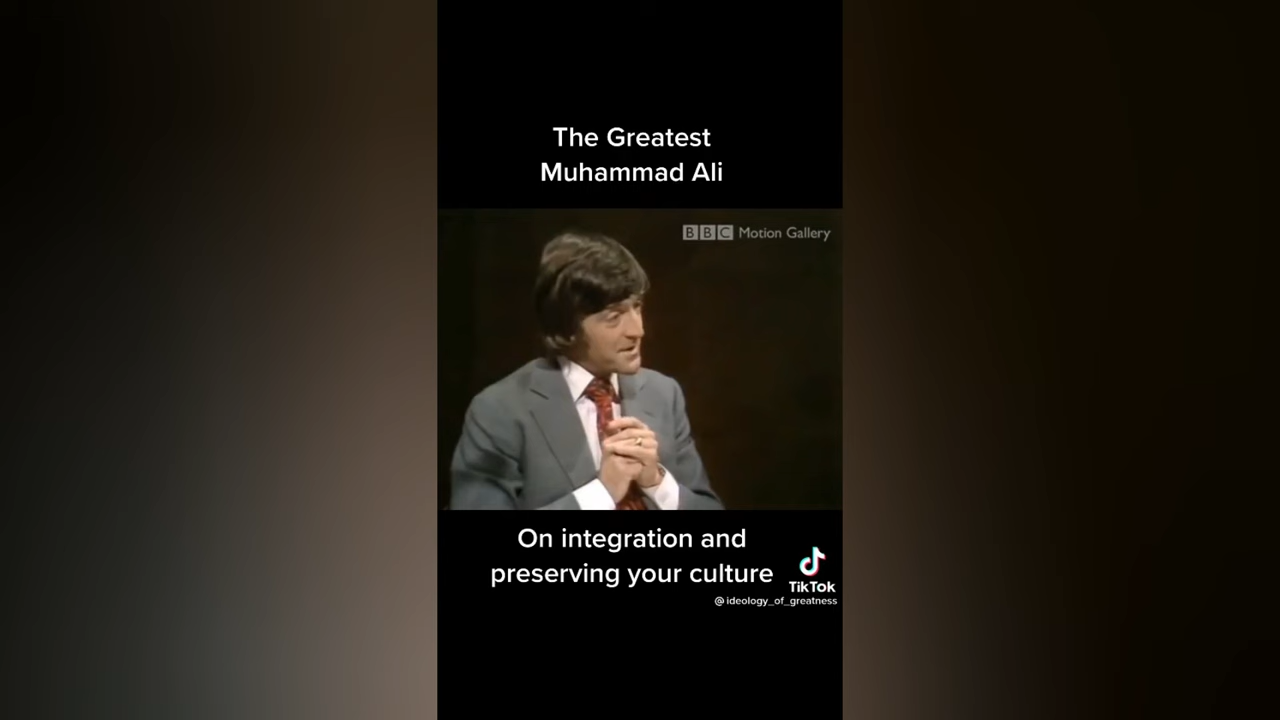 The Greatest
Muhammad Ali
BBC Motion Gallery
On integration and
preserving your culture
TikTok
@ideology_of_greatness